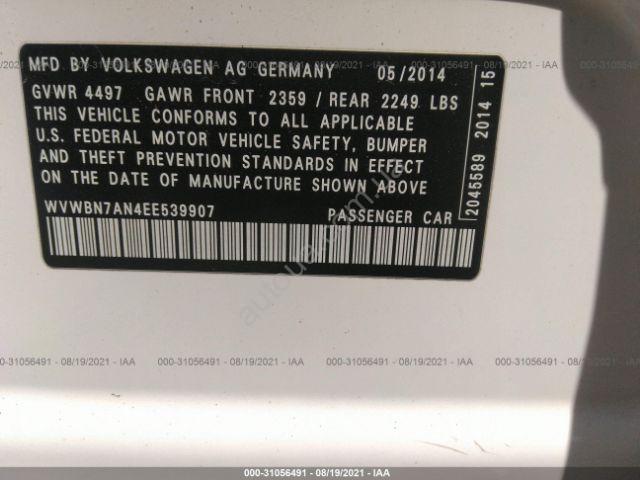 MFD BY VOLKSWAGEN AG GERMANY 05/2014
GVWR 4497 GAWR FRONT 2359 / REAR 2249 LBS
THIS VEHICLE CONFORMS TO ALL APPLICABLE
U.S. FEDERAL MOTOR VEHICLE SAFETY, BUMPER
AND THEFT PREVENTION STANDARDS IN EFFECT
ON THE DATE OF MANUFACTURE SHOWN ABOVE
WVWBN7AN4EE539907 PASSENGER CAR
2045589 2014 15
000-31056491 - 08/19/2021 - IAA